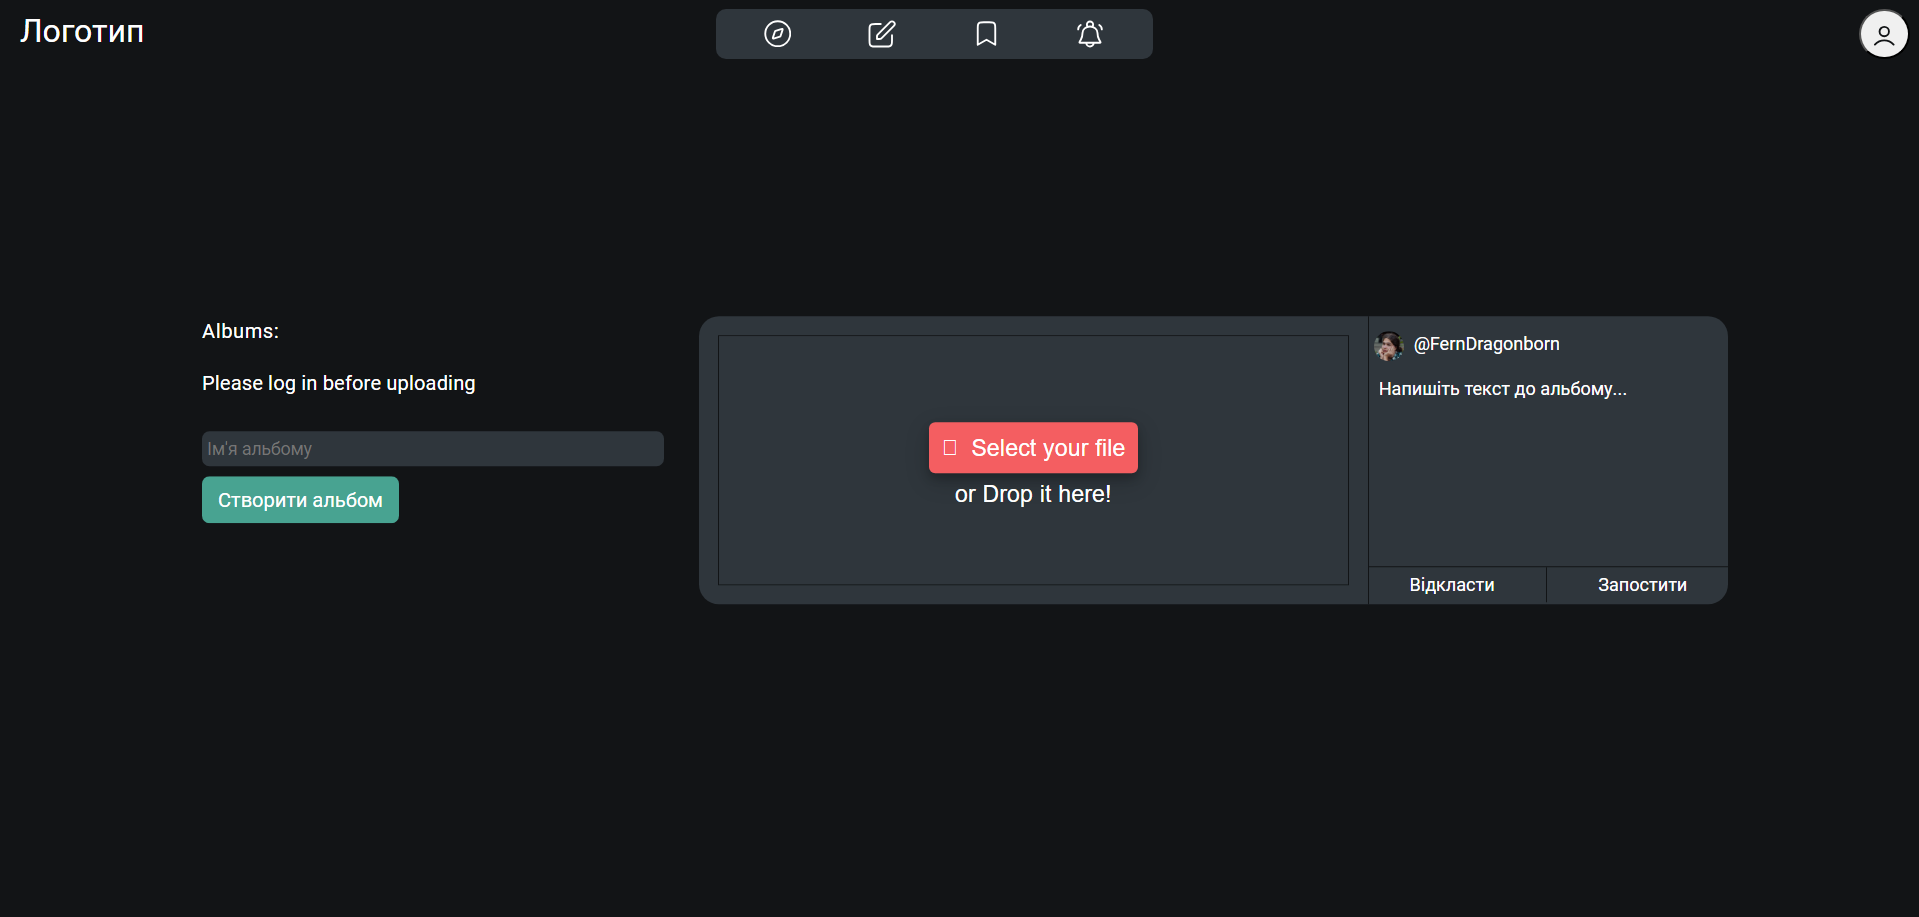 Логотип
Albums:
Please log in before uploading
Ім'я альбому
Створити альбом
Select your file
or Drop it here!
@FernDragonborn
Напишіть текст до альбому...
Відкласти
Запостити